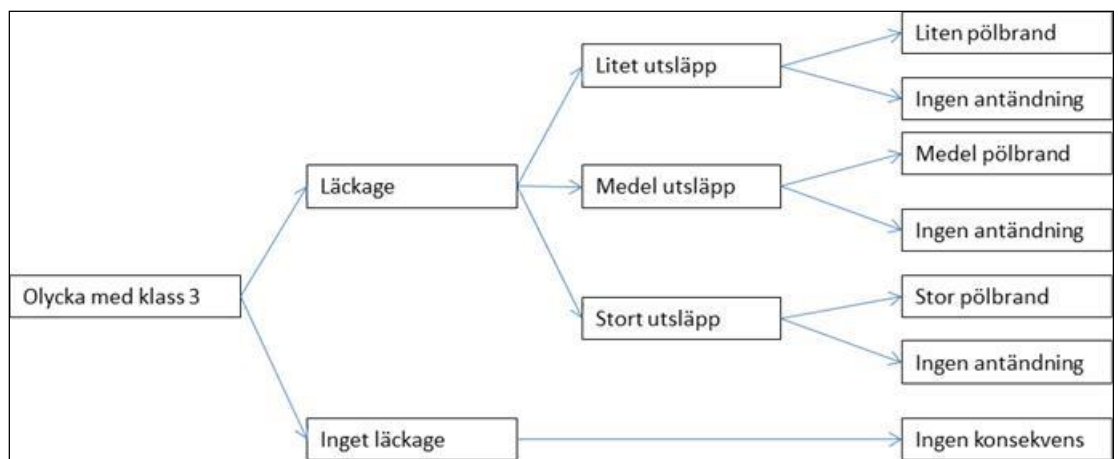 Liten pölbrand
Litet utsläpp
Ingen antändning
Medel pölbrand
Läckage
Medel utsläpp
Ingen antändning
Olycka med klass 3
Stor pölbrand
Stort utsläpp
Ingen antändning
Inget läckage
Ingen konsekvens